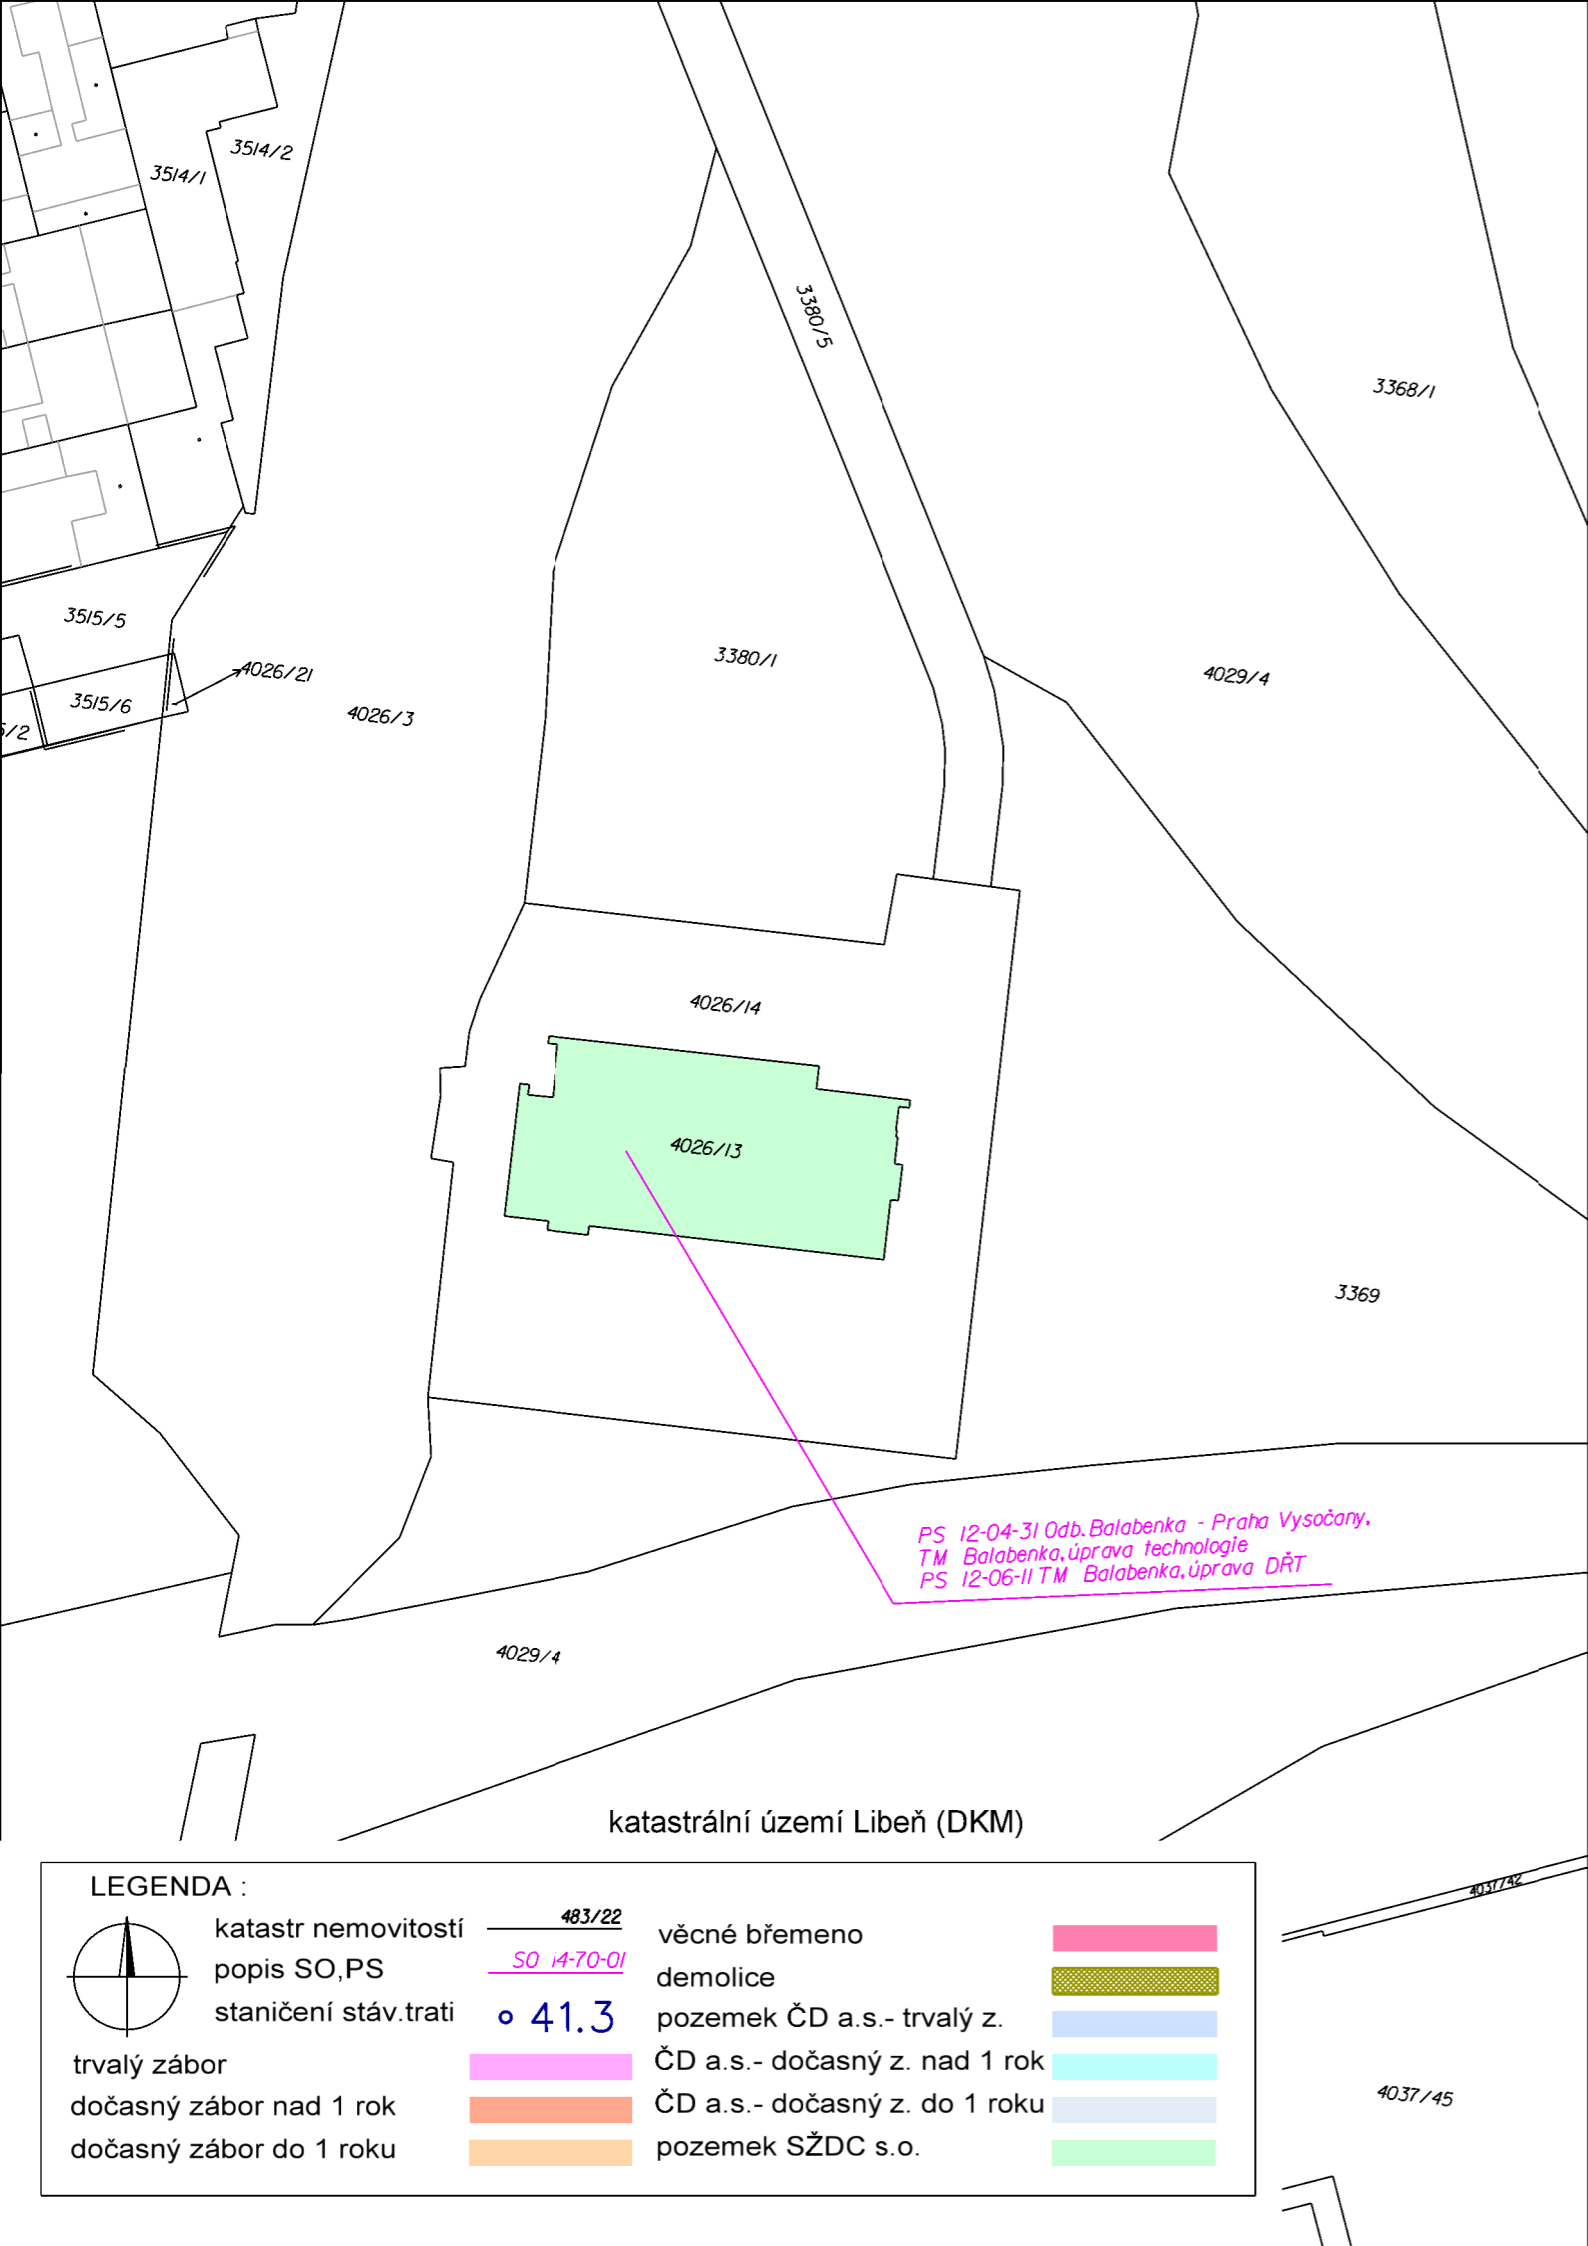 3514/2
3514/1
3380/5
3368/1
3515/5
3380/1
4026/21
4029/4
3515/6
4026/3
5/2
4026/14
4026/13
3369
PS 12-04-31 Odb. Balabenka - Praha Vysočany,
TM Balabenka, úprava technologie
PS 12-06-11 TM Balabenka, úprava DŘT
4029/4
katastrální území Libeň (DKM)
4037/42
LEGENDA :
katastr nemovitostí 483/22
popis SO,PS SO 14-70-01
staničení stáv.trati 41.3
trvalý zábor
dočasný zábor nad 1 rok
dočasný zábor do 1 roku
věcné břemeno
demolice
pozemek ČD a.s.- trvalý z.
ČD a.s.- dočasný z. nad 1 rok
ČD a.s.- dočasný z. do 1 roku
pozemek SŽDC s.o.
4037/45